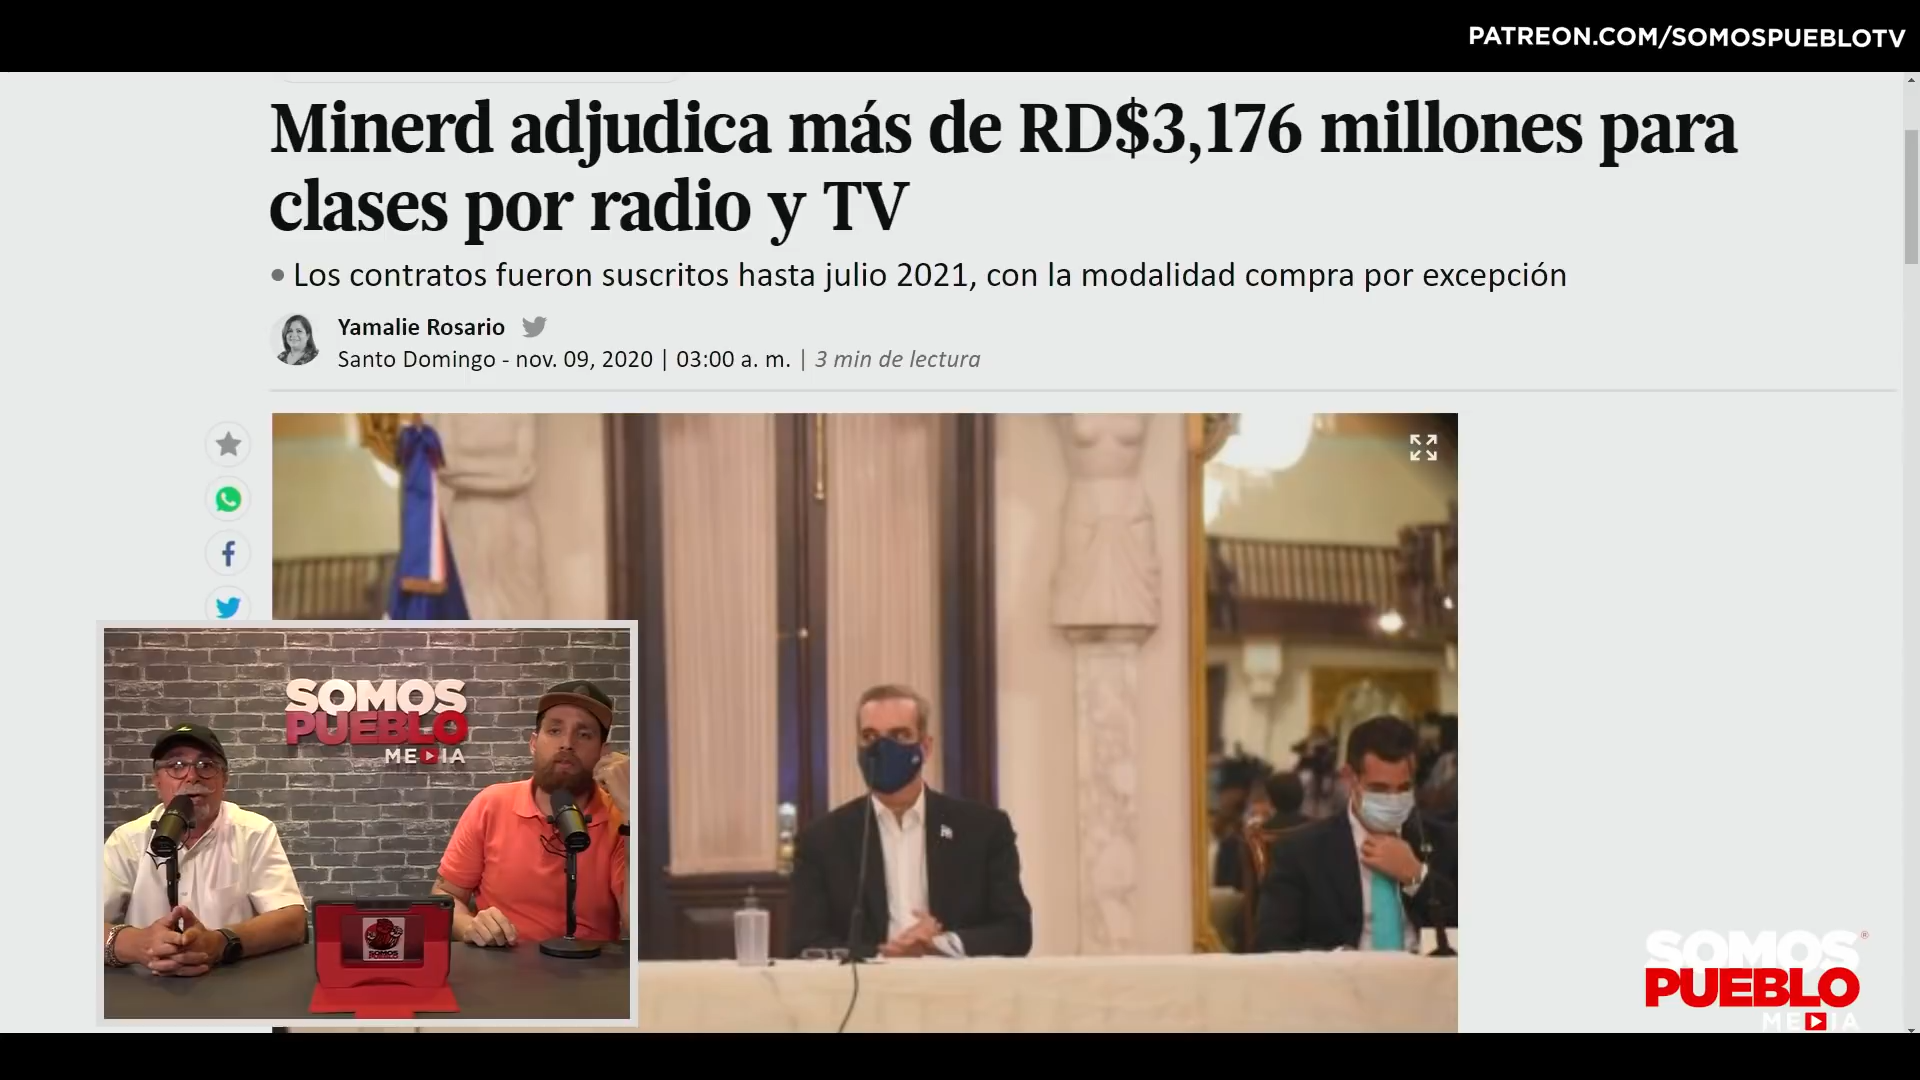 PATREON.COM/SOMOSPUEBLOTV
Minerd adjudica más de RD$3,176 millones para
clases por radio y TV
• Los contratos fueron suscritos hasta julio 2021, con la modalidad compra por excepción
Yamalie Rosario
Santo Domingo - nov. 09, 2020 | 03:00 a. m. | 3 min de lectura
SOMOS
PUEBLO
MEDIA
SOMOS
PUEBLO
SOMOS®
PUEBLO
MEDIA